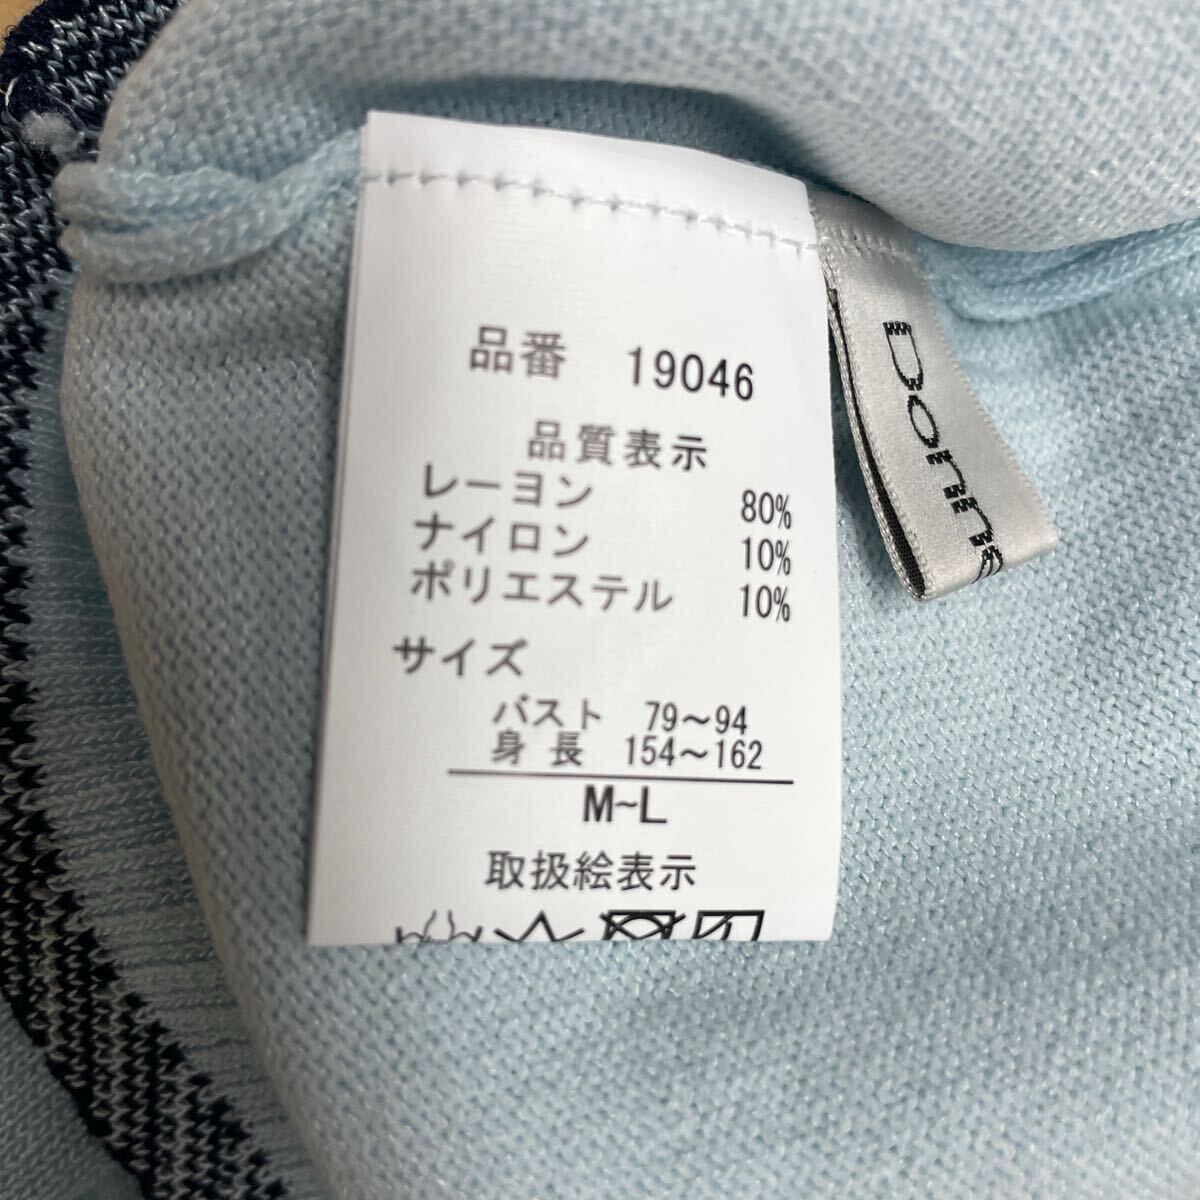 品番 19046
品質表示
レーヨン 80%
ナイロン 10%
ポリエステル 10%
サイズ
バスト 79～94
身長 154～162
M~L
取扱絵表示
Donn